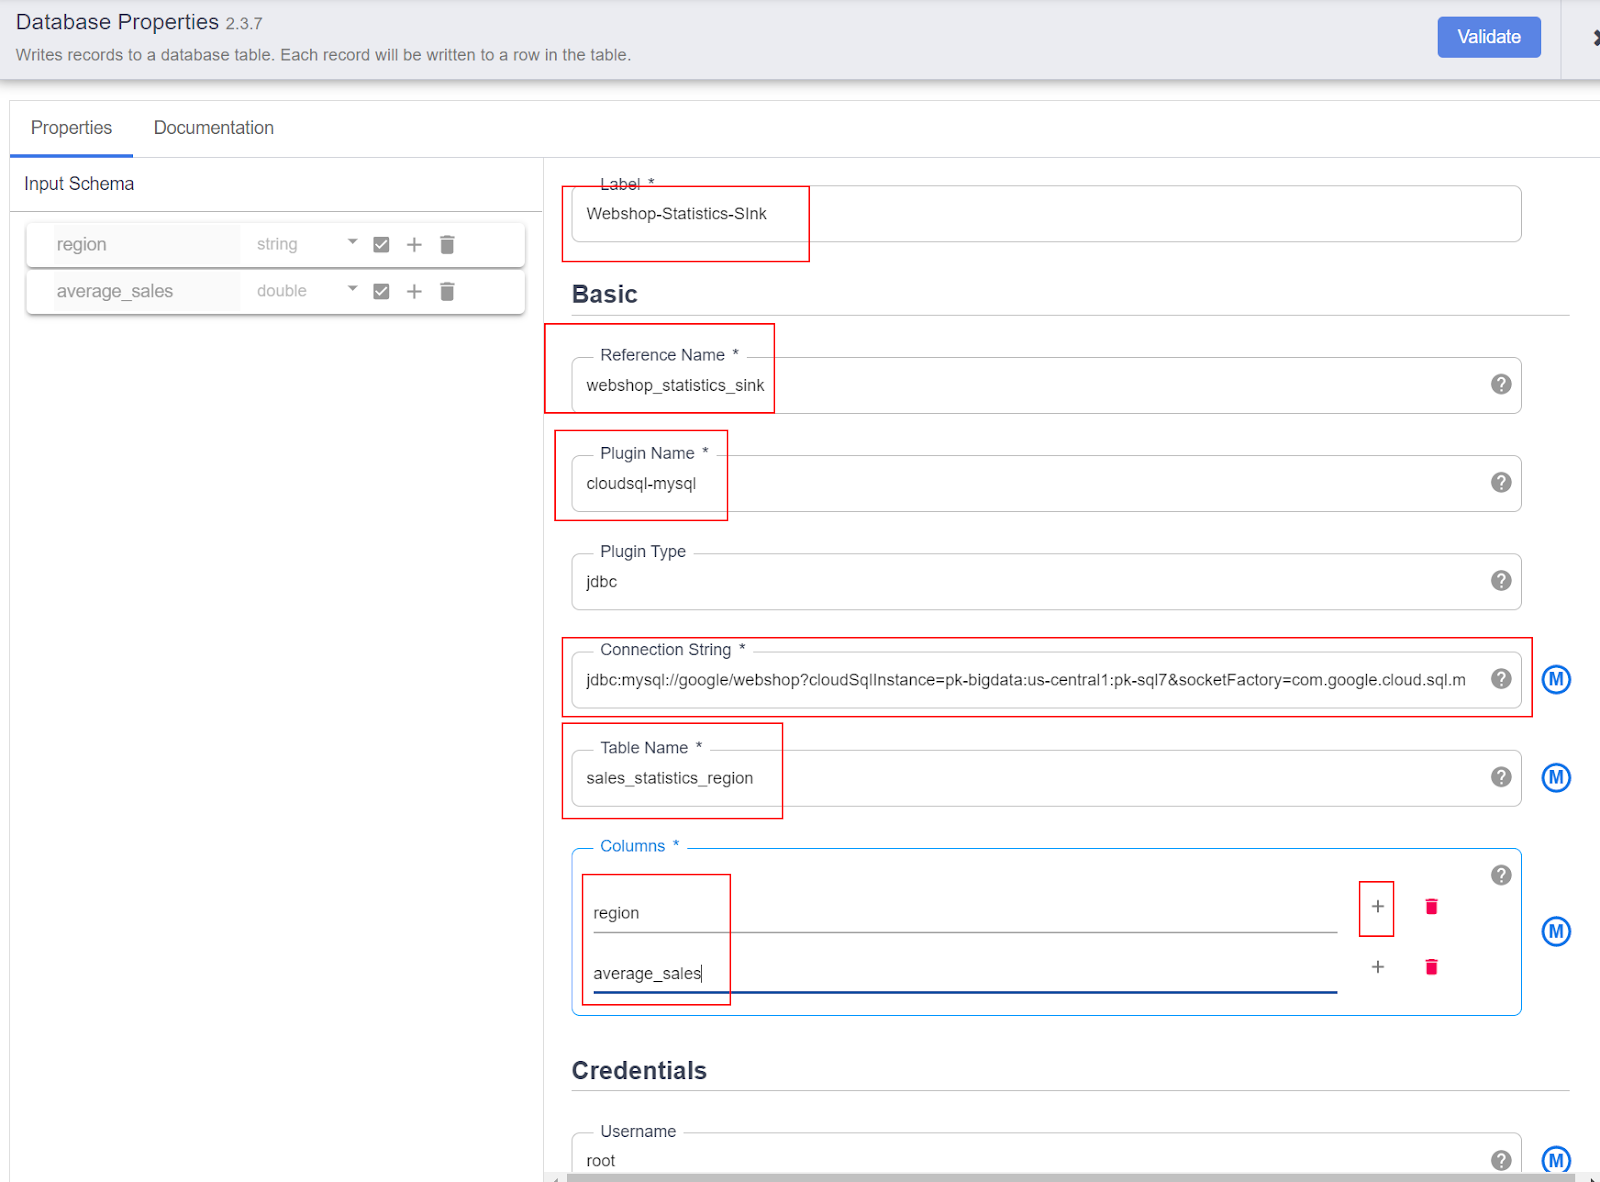 Database Properties 2.3.7
Writes records to a database table. Each record will be written to a row in the table.
Validate
Properties
Documentation
Input Schema
region string
average_sales double
Label *
Webshop-Statistics-SInk
Basic
Reference Name *
webshop_statistics_sink
Plugin Name *
cloudsql-mysql
Plugin Type
jdbc
Connection String *
jdbc:mysql://google/webshop?cloudSqlInstance=pk-bigdata:us-central1:pk-sql7&socketFactory=com.google.cloud.sql.m
M
Table Name *
sales_statistics_region
M
Columns *
region
M
average_sales
Credentials
Username
root
M